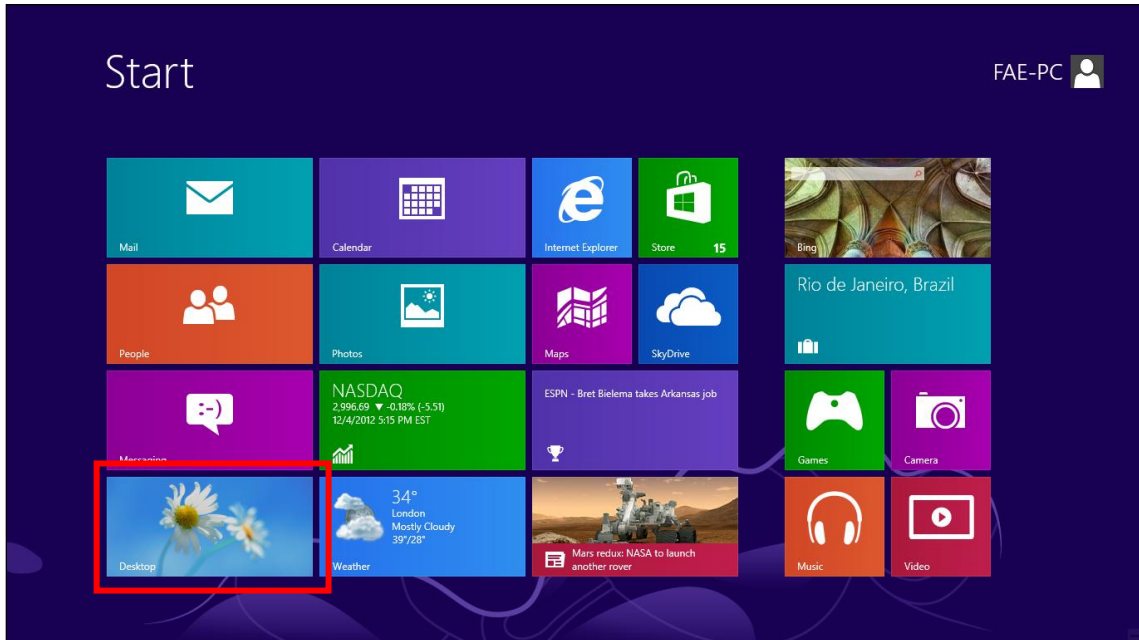 Start
FAE-PC
Mail
Calendar
Internet Explorer
Store
15
Bing
People
Photos
Maps
SkyDrive
Rio de Janeiro, Brazil
Messaging
NASDAQ
2,996.69 ▼ -0.18% (-5.51)
12/4/2012 5:15 PM EST
ESPN - Bret Bielema takes Arkansas job
Games
Camera
Desktop
34°
London
Mostly Cloudy
39°/28°
Weather
Mars redux: NASA to launch
another rover
Music
Video